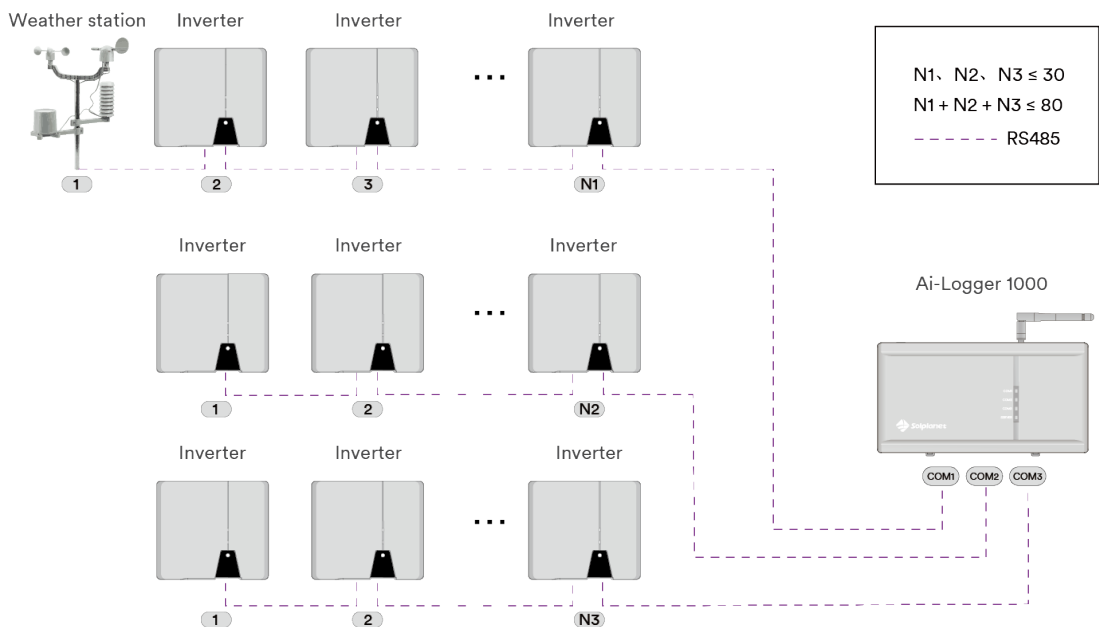 Weather station
Inverter
Inverter
Inverter
...
N1、N2、N3 ≤ 30
N1 + N2 + N3 ≤ 80
RS485
1
2
3
N1
Inverter
Inverter
Inverter
...
Ai-Logger 1000
1
2
N2
Solplanet
Inverter
Inverter
Inverter
...
COM1
COM2
COM3
1
2
N3